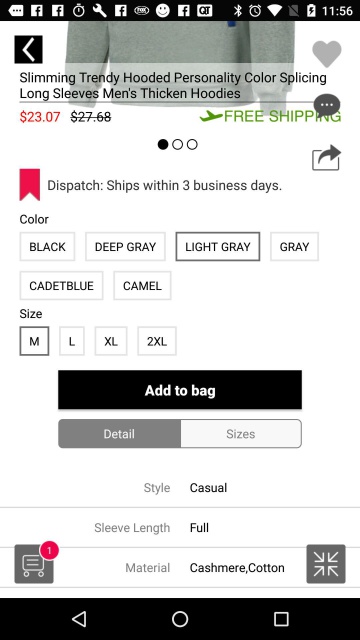 11:56
Slimming Trendy Hooded Personality Color Splicing
Long Sleeves Men's Thicken Hoodies
$23.07 $27.68 FREE SHIPPING
Dispatch: Ships within 3 business days.
Color
BLACK DEEP GRAY LIGHT GRAY GRAY
CADETBLUE CAMEL
Size
M L XL 2XL
Add to bag
Detail Sizes
Style Casual
Sleeve Length Full
1
Material Cashmere,Cotton